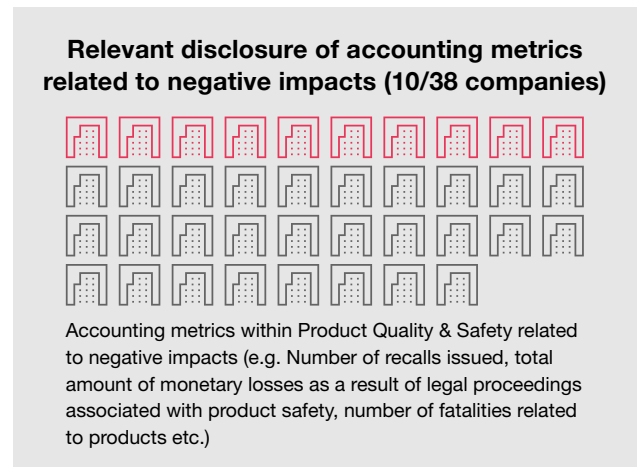 Relevant disclosure of accounting metrics
related to negative impacts (10/38 companies)
Accounting metrics within Product Quality & Safety related
to negative impacts (e.g. Number of recalls issued, total
amount of monetary losses as a result of legal proceedings
associated with product safety, number of fatalities related
to products etc.)